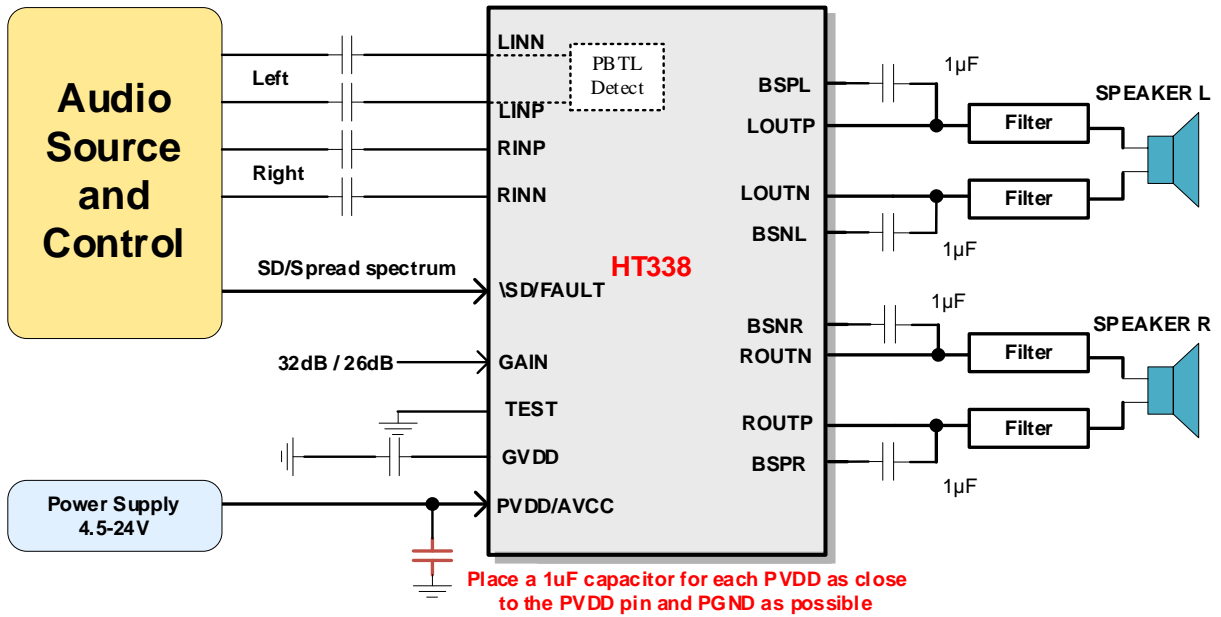 Audio
Source
and
Control
Left
Right
SD/Spread spectrum
32dB / 26dB
Power Supply
4.5-24V
LINN
PBTL
Detect
LINP
RINP
RINN
\SD/FAULT
GAIN
TEST
GVDD
PVDD/AVCC
HT338
BSPL
LOUTP
LOUTN
BSNL
BSNR
ROUTN
ROUTP
BSPR
1µF
SPEAKER L
Filter
Filter
1µF
1µF
SPEAKER R
Filter
Filter
1µF
Place a 1uF capacitor for each PVDD as close
to the PVDD pin and PGND as possible